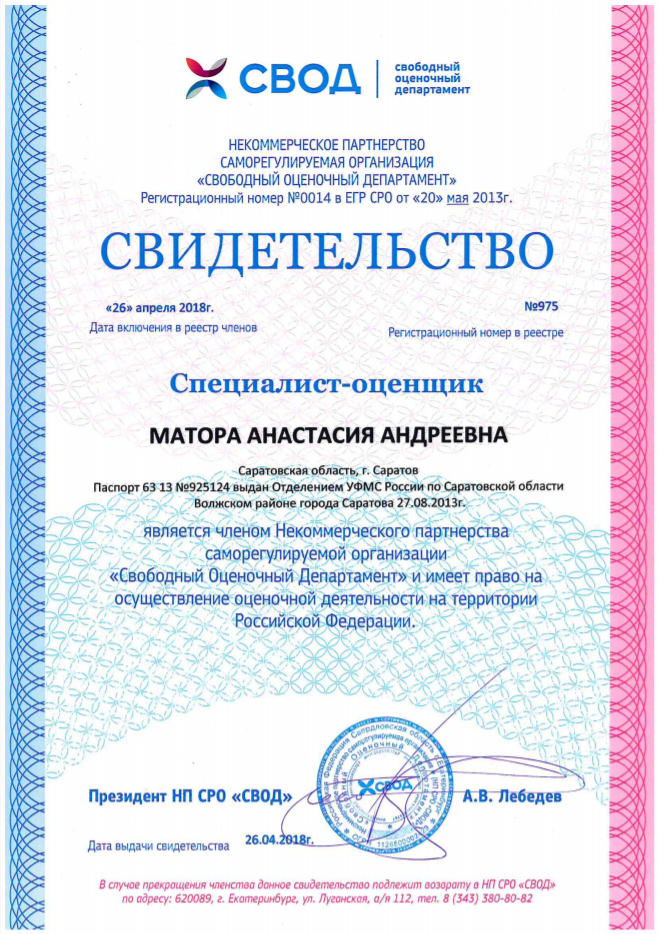 СВОД
свободный
оценочный
департамент
НЕКОММЕРЧЕСКОЕ ПАРТНЕРСТВО
САМОРЕГУЛИРУЕМАЯ ОРГАНИЗАЦИЯ
«СВОБОДНЫЙ ОЦЕНОЧНЫЙ ДЕПАРТАМЕНТ»
Регистрационный номер №0014 в ЕГР СРО от «20» мая 2013г.
СВИДЕТЕЛЬСТВО
«26» апреля 2018г. №975
Дата включения в реестр членов Регистрационный номер в реестре
Специалист-оценщик
МАТОРА АНАСТАСИЯ АНДРЕЕВНА
Саратовская область, г. Саратов
Паспорт 63 13 №925124 выдан Отделением УФМС России по Саратовской области
Волжском районе города Саратова 27.08.2013г.
является членом Некоммерческого партнерства
саморегулируемой организации
«Свободный Оценочный Департамент» и имеет право на
осуществление оценочной деятельности на территории
Российской Федерации.
Президент НП СРО «СВОД» А.В. Лебедев
СВОД
Дата выдачи свидетельства 26.04.2018г.
В случае прекращения членства данное свидетельство подлежит возврату в НП СРО «СВОД»
по адресу: 620089, г. Екатеринбург, ул. Луганская, а/я 112, тел. 8 (343) 380-80-82